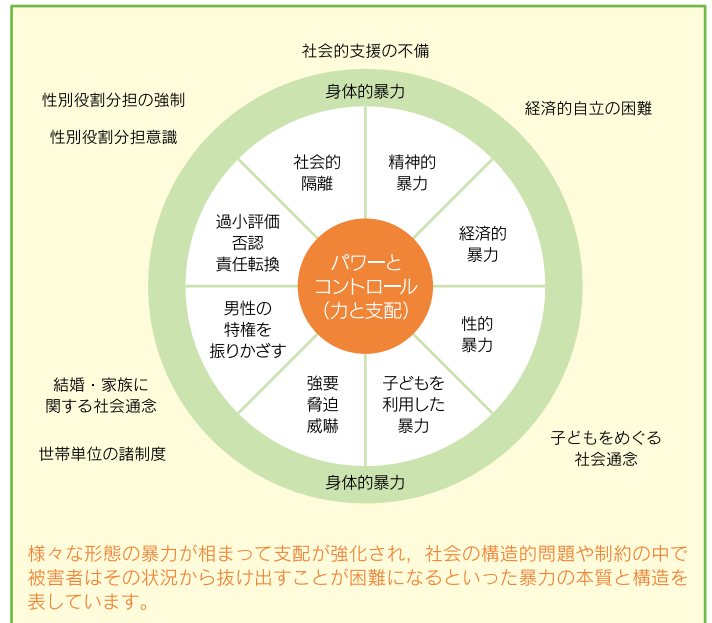 社会的支援の不備
身体的暴力
性別役割分担の強制
経済的自立の困難
性別役割分担意識
社会的
隔離
精神的
暴力
過小評価
否認
責任転換
経済的
暴力
パワーと
コントロール
（力と支配）
男性の
特権を
振りかざす
性的
暴力
強要
脅迫
威嚇
子どもを
利用した
暴力
結婚・家族に
関する社会通念
世帯単位の諸制度
子どもをめぐる
社会通念
身体的暴力
様々な形態の暴力が相まって支配が強化され，社会の構造的問題や制約の中で
被害者はその状況から抜け出すことが困難になるといった暴力の本質と構造を
表しています。